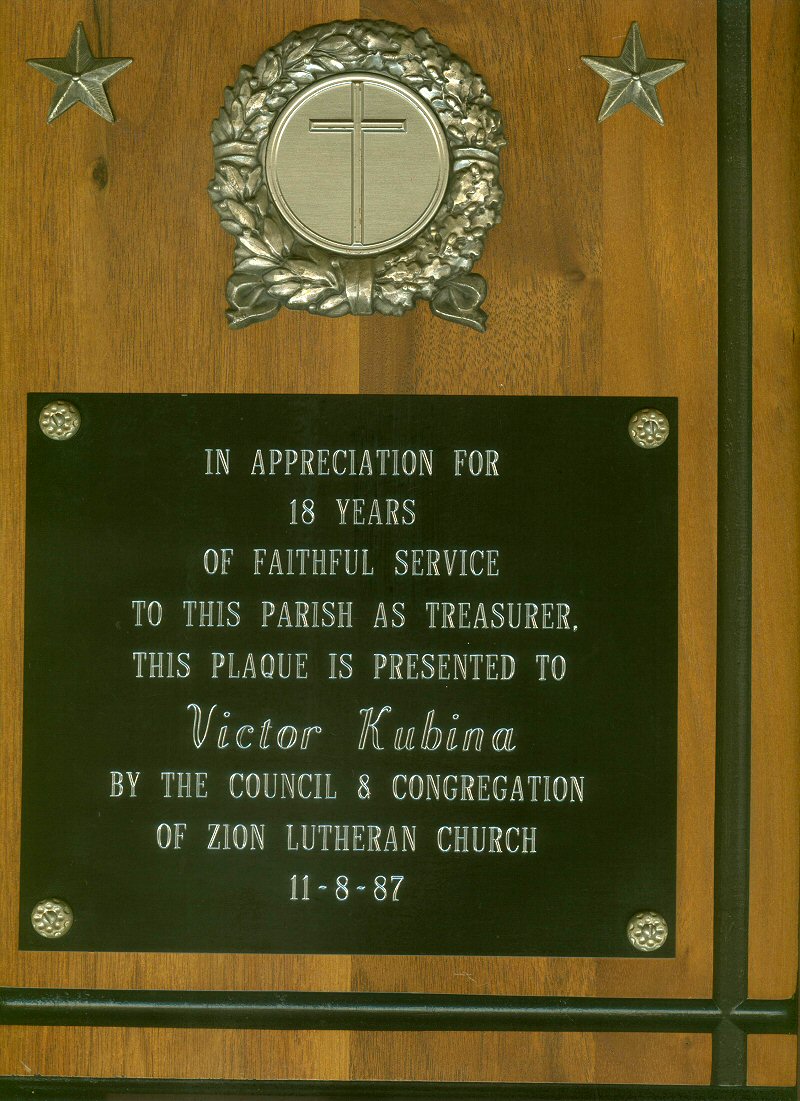 IN APPRECIATION FOR
18 YEARS
OF FAITHFUL SERVICE
TO THIS PARISH AS TREASURER.
THIS PLAQUE IS PRESENTED TO
Victor Kubina
BY THE COUNCIL & CONGREGATION
OF ZION LUTHERAN CHURCH
11-8-87